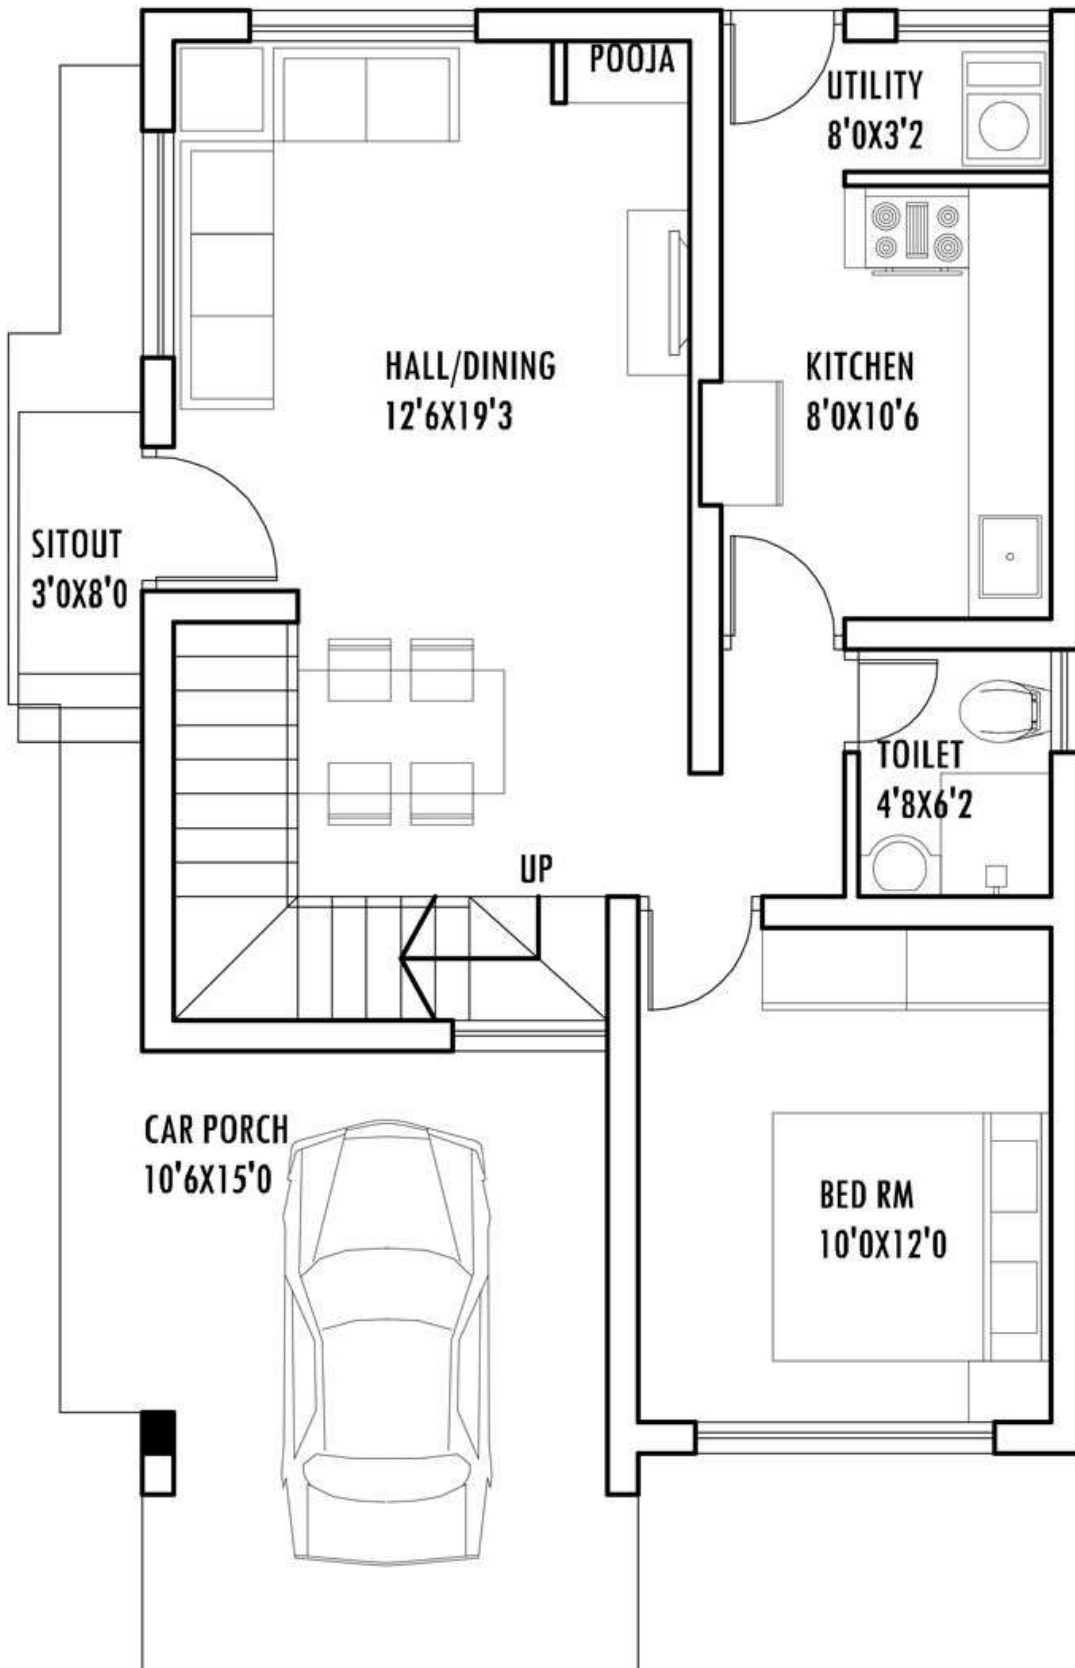 POOJA
UTILITY
8'0X3'2
HALL/DINING
12'6X19'3
KITCHEN
8'0X10'6
SITOUT
3'0X8'0
TOILET
4'8X6'2
UP
CAR PORCH
10'6X15'0
BED RM
10'0X12'0